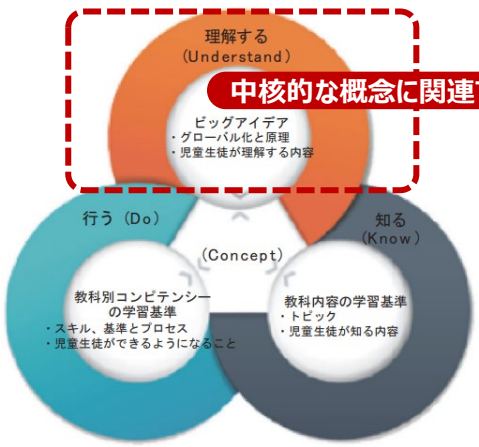 理解する
(Understand)
中核的な概念に関連
ビッグアイデア
・グローバル化と原理
・児童生徒が理解する内容
行う（Do）
知る
（Know）
(Concept)
教科別コンピテンシー
の学習基準
・スキル、基準とプロセス
・児童生徒ができるようになること
教科内容の学習基準
・トピック
・児童生徒が知る内容